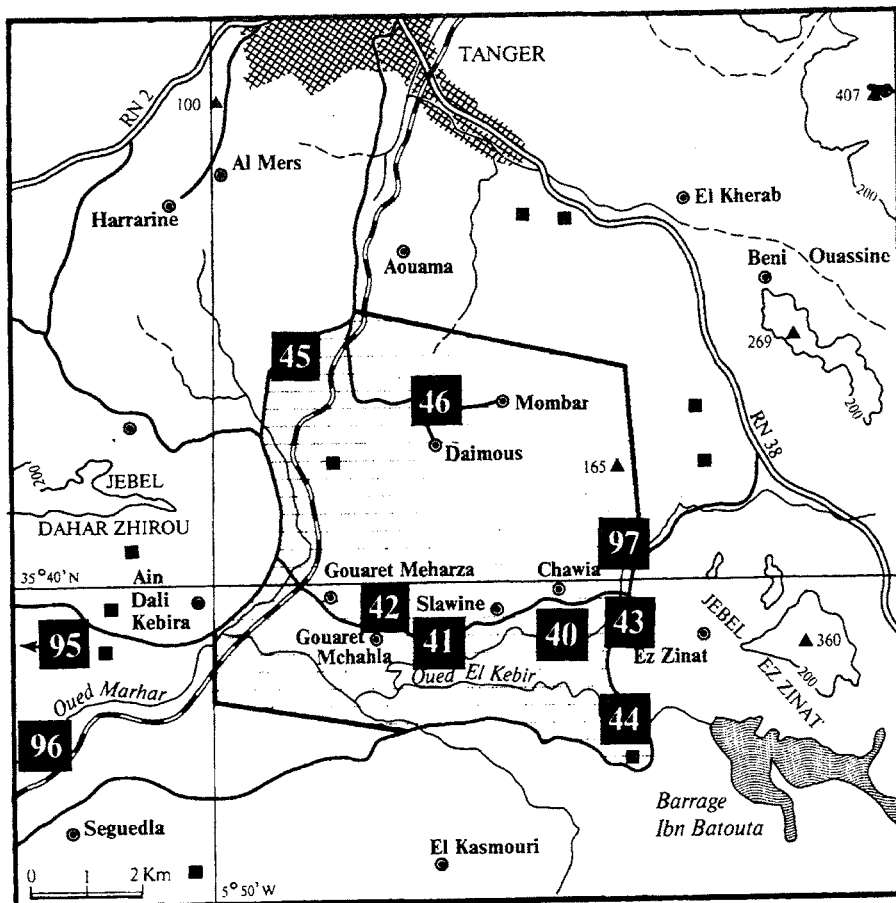 TANGER
RN 2
100
407
Al Mers
200
Harrarine
El Kherab
Aouama
Beni Ouassine
45
269
46
Mombar
200
Daimous
RN 38
200
JEBEL
165
DAHAR ZHIROU
97
35°40' N
Ain
Dali
Kebira
Gouaret Meharza
Chawia
42
Slawine
Gouaret
Mchahla
41
40
43
JEBEL
EZ ZINAT
95
Ez Zinat
360
200
Oued El Kebir
Oued Marhar
44
96
Barrage
Ibn Batouta
Seguedla
El Kasmouri
0 1 2 Km
5°50' W